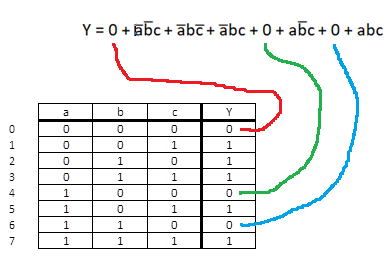 Y = 0 + a̅b̅c + a̅bc̅ + a̅bc + 0 + ab̅c + 0 + abc
a b c Y
0 0 0 0 0
1 0 0 1 1
2 0 1 0 1
3 0 1 1 1
4 1 0 0 0
5 1 0 1 1
6 1 1 0 0
7 1 1 1 1